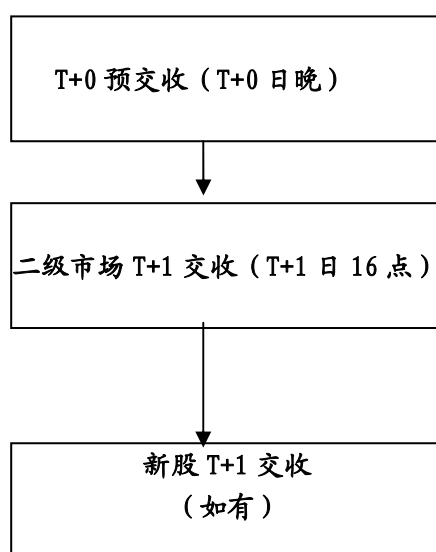 T+0 预交收（T+0 日晚）
二级市场 T+1 交收（T+1 日 16 点）
新股 T+1 交收
（如有）